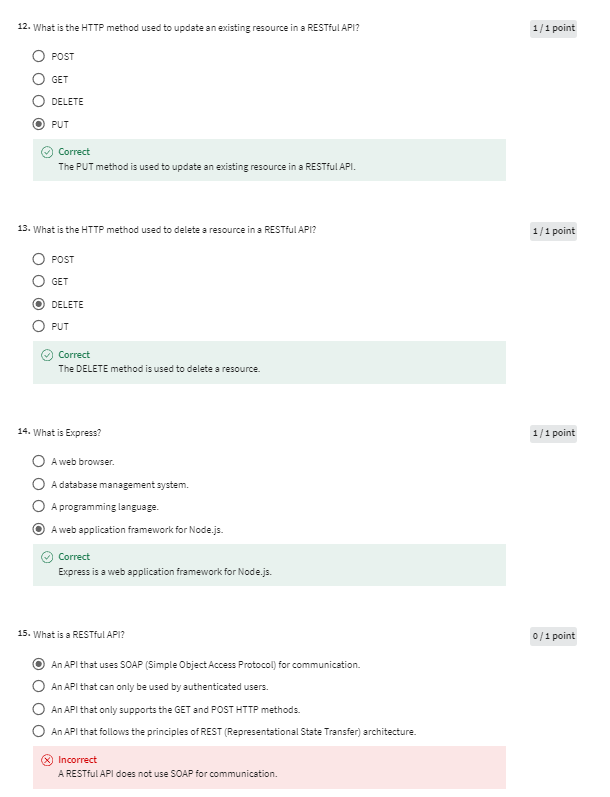 12. What is the HTTP method used to update an existing resource in a RESTful API?
1 / 1 point
POST
GET
DELETE
PUT
Correct
The PUT method is used to update an existing resource in a RESTful API.
13. What is the HTTP method used to delete a resource in a RESTful API?
1 / 1 point
POST
GET
DELETE
PUT
Correct
The DELETE method is used to delete a resource.
14. What is Express?
1 / 1 point
A web browser.
A database management system.
A programming language.
A web application framework for Node.js.
Correct
Express is a web application framework for Node.js.
15. What is a RESTful API?
0 / 1 point
An API that uses SOAP (Simple Object Access Protocol) for communication.
An API that can only be used by authenticated users.
An API that only supports the GET and POST HTTP methods.
An API that follows the principles of REST (Representational State Transfer) architecture.
Incorrect
A RESTful API does not use SOAP for communication.